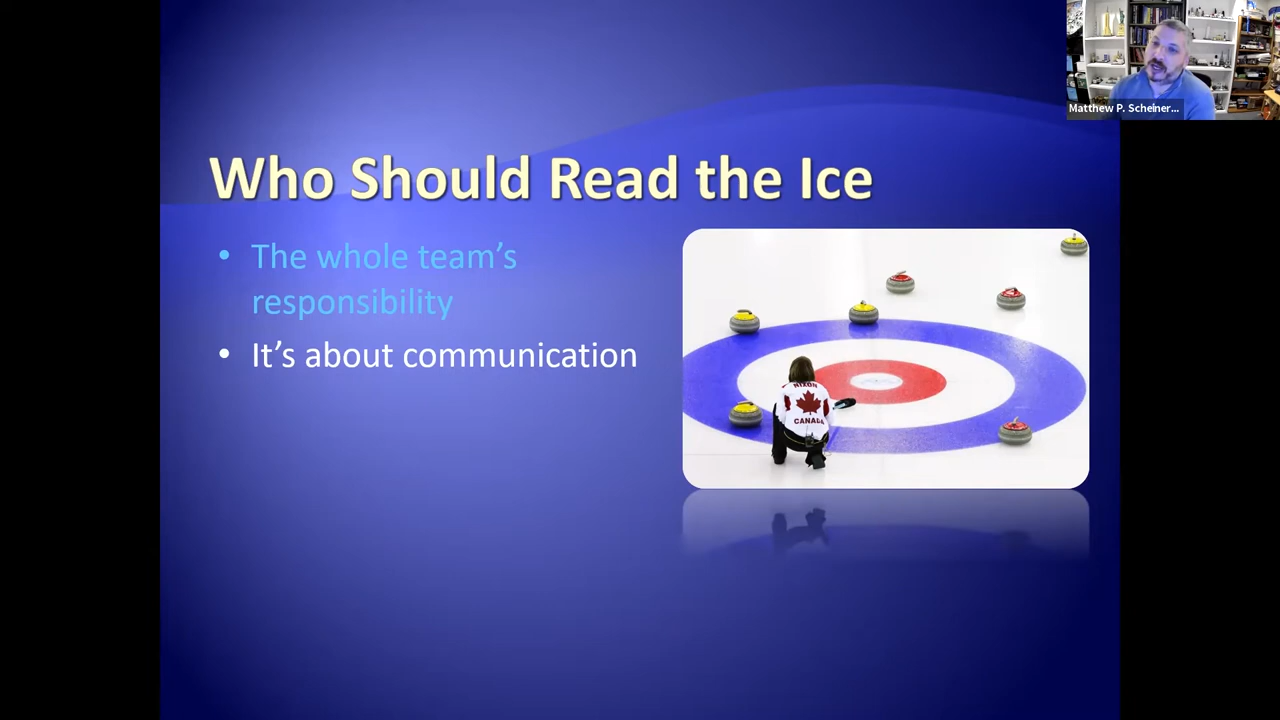 Matthew P. Scheiner...
Who Should Read the Ice
• The whole team’s
responsibility
• It’s about communication
NIXON
CANADA